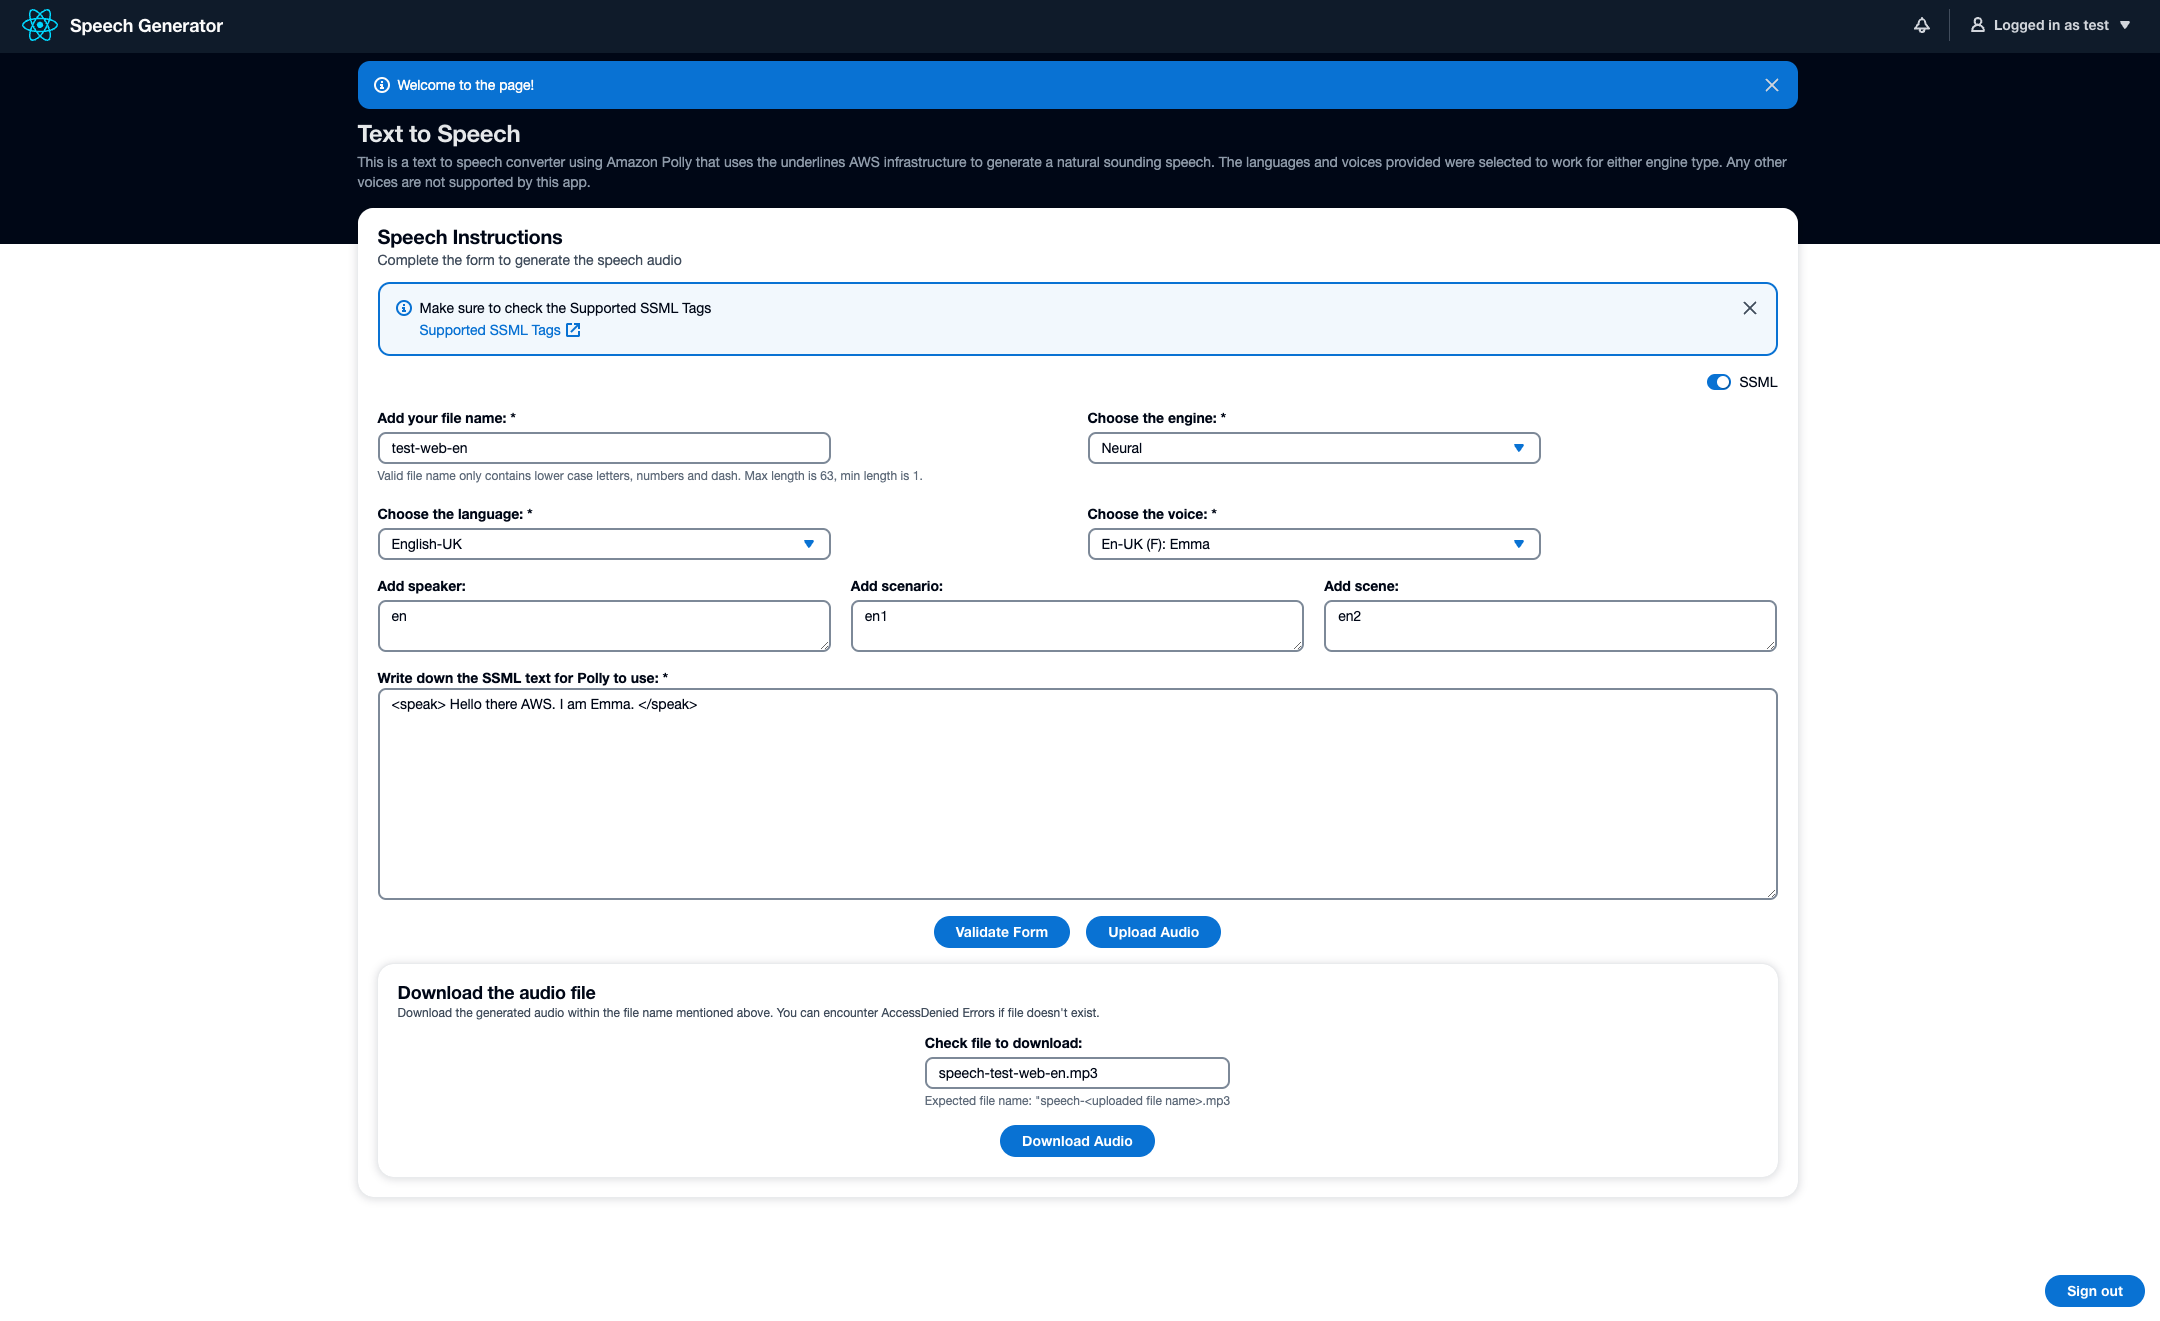 Speech Generator
Logged in as test
Welcome to the page!
Text to Speech
This is a text to speech converter using Amazon Polly that uses the underlines AWS infrastructure to generate a natural sounding speech. The languages and voices provided were selected to work for either engine type. Any other
voices are not supported by this app.
Speech Instructions
Complete the form to generate the speech audio
Make sure to check the Supported SSML Tags
Supported SSML Tags
SSML
Add your file name: *
test-web-en
Valid file name only contains lower case letters, numbers and dash. Max length is 63, min length is 1.
Choose the engine: *
Neural
Choose the language: *
English-UK
Choose the voice: *
En-UK (F): Emma
Add speaker:
en
Add scenario:
en1
Add scene:
en2
Write down the SSML text for Polly to use: *
<speak> Hello there AWS. I am Emma. </speak>
Validate Form
Upload Audio
Download the audio file
Download the generated audio within the file name mentioned above. You can encounter AccessDenied Errors if file doesn't exist.
Check file to download:
speech-test-web-en.mp3
Expected file name: "speech-<uploaded file name>.mp3
Download Audio
Sign out